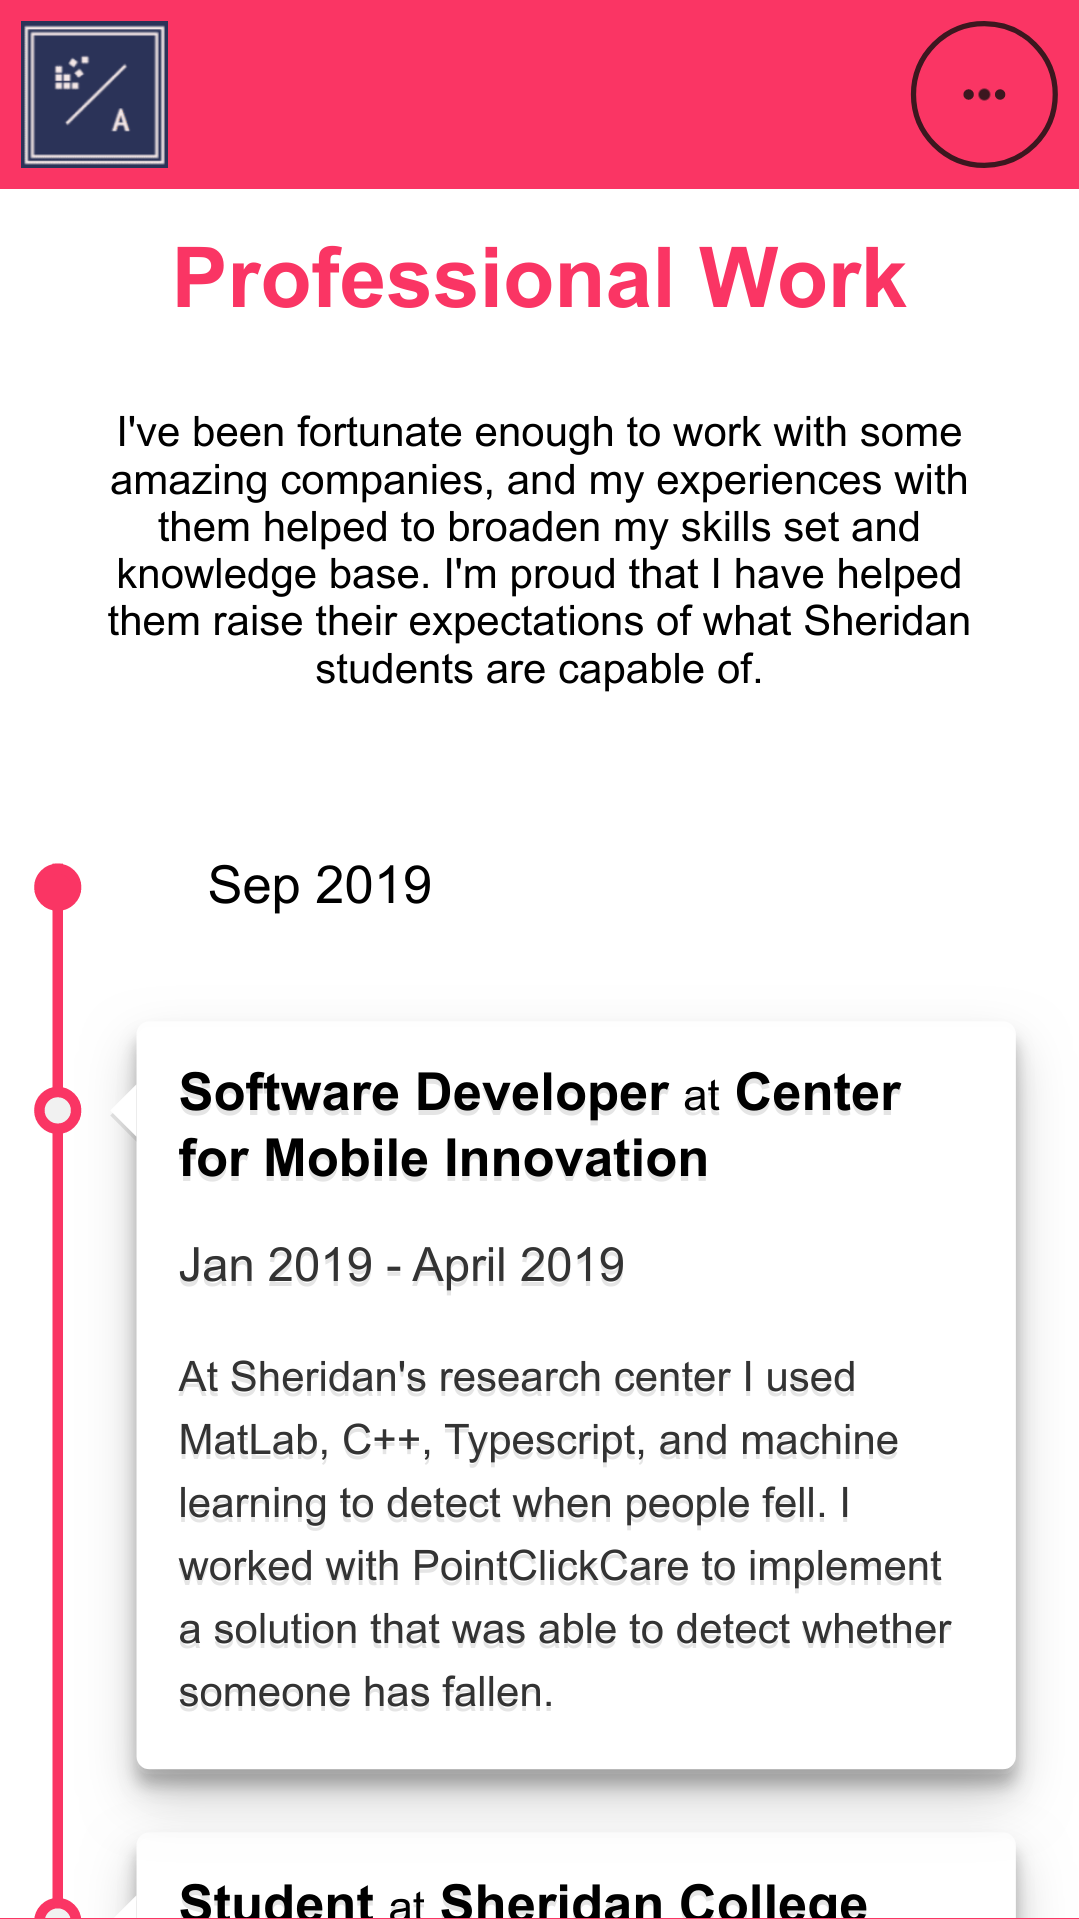 A
Professional Work
I've been fortunate enough to work with some
amazing companies, and my experiences with
them helped to broaden my skills set and
knowledge base. I'm proud that I have helped
them raise their expectations of what Sheridan
students are capable of.
Sep 2019
Software Developer at Center
for Mobile Innovation
Jan 2019 - April 2019
At Sheridan's research center I used
MatLab, C++, Typescript, and machine
learning to detect when people fell. I
worked with PointClickCare to implement
a solution that was able to detect whether
someone has fallen.
Student at Sheridan College